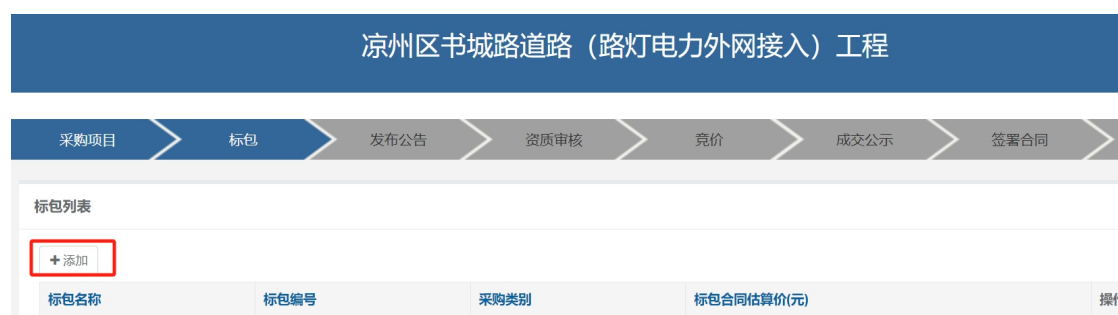 凉州区书城路道路（路灯电力外网接入）工程
采购项目 标包 发布公告 资质审核 竞价 成交公示 签署合同
标包列表
+添加
标包名称 标包编号 采购类别 标包合同估算价(元)